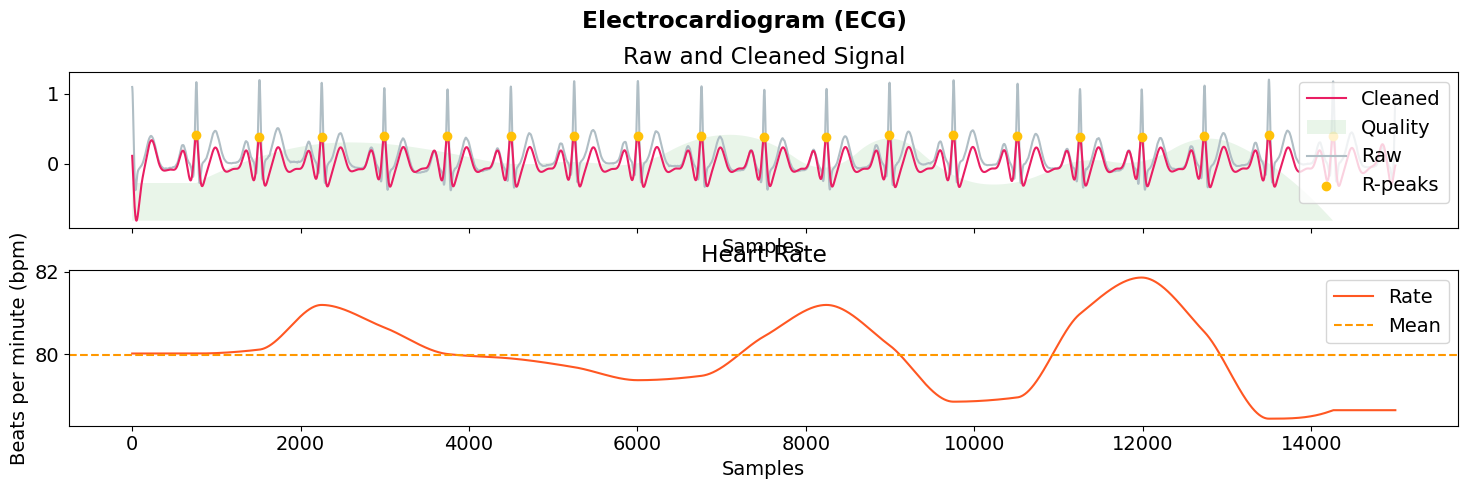 Electrocardiogram (ECG)
Raw and Cleaned Signal
1
0
Cleaned
Quality
Raw
R-peaks
Samples
Heart Rate
Beats per minute (bpm)
82
80
Rate
Mean
0 2000 4000 6000 8000 10000 12000 14000
Samples